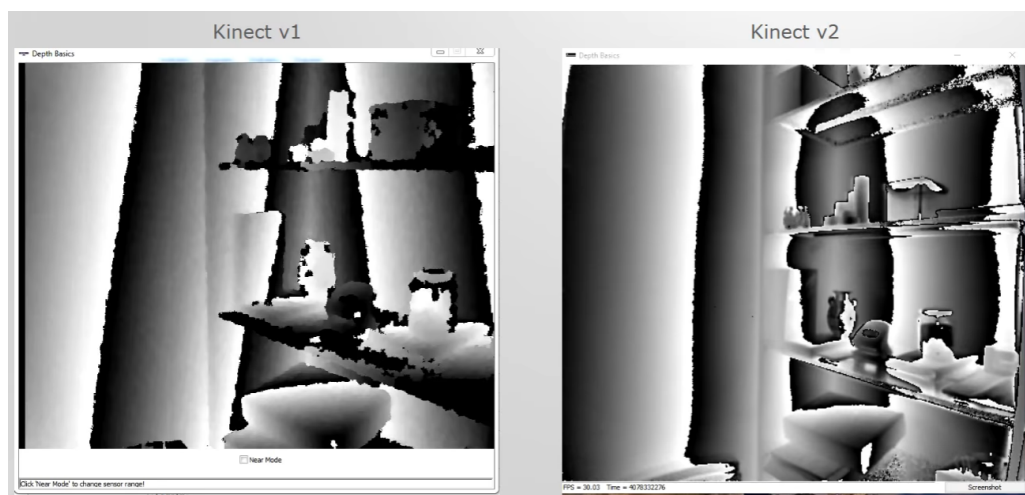 Kinect v1
Kinect v2
Depth Basics
Depth Basics
Near Mode
Click 'Near Mode' to change sensor range!
FPS = 30.03 Time = 4078332276
Screenshot